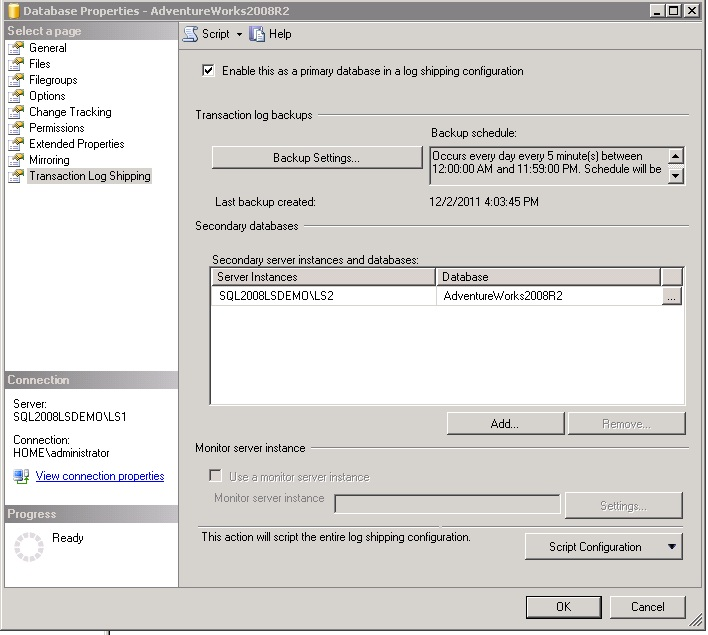 Database Properties - AdventureWorks2008R2
Select a page
General
Files
Filegroups
Options
Change Tracking
Permissions
Extended Properties
Mirroring
Transaction Log Shipping
Connection
Server:
SQL2008LSDEMO\LS1
Connection:
HOME\administrator
View connection properties
Progress
Ready
Script
Help
Enable this as a primary database in a log shipping configuration
Transaction log backups
Backup schedule:
Backup Settings...
Occurs every day every 5 minute(s) between
12:00:00 AM and 11:59:00 PM. Schedule will be
Last backup created: 12/2/2011 4:03:45 PM
Secondary databases
Secondary server instances and databases:
Server Instances Database
SQL2008LSDEMO\LS2 AdventureWorks2008R2 ...
Add... Remove...
Monitor server instance
Use a monitor server instance
Monitor server instance Settings...
This action will script the entire log shipping configuration.
Script Configuration
OK Cancel